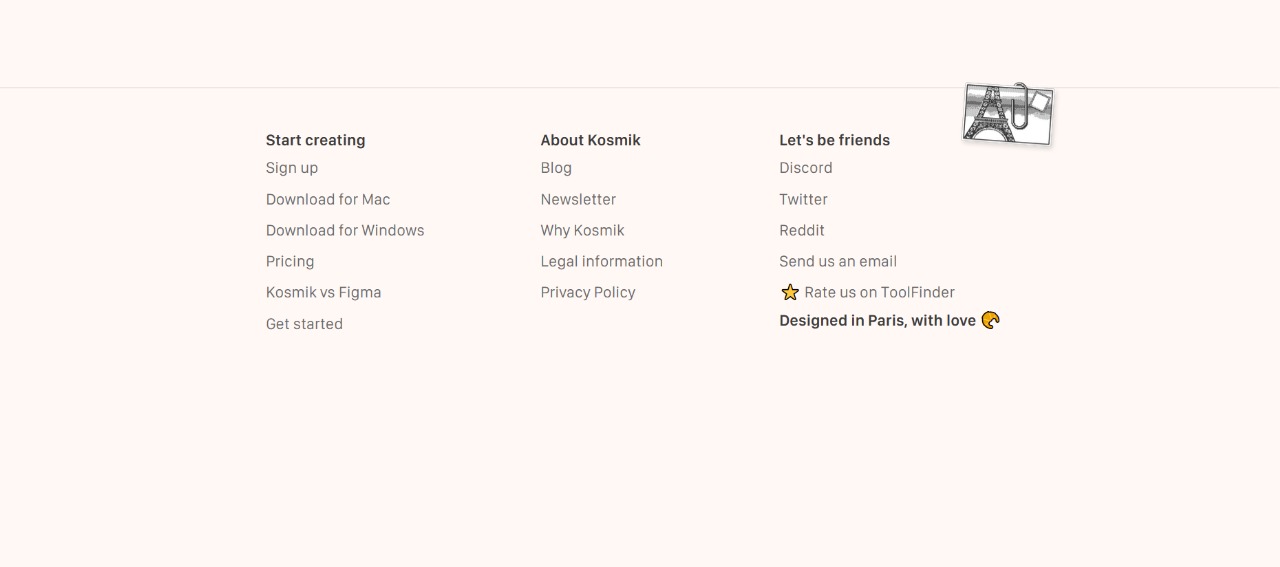 Start creating
Sign up
Download for Mac
Download for Windows
Pricing
Kosmik vs Figma
Get started
About Kosmik
Blog
Newsletter
Why Kosmik
Legal information
Privacy Policy
Let's be friends
Discord
Twitter
Reddit
Send us an email
Rate us on ToolFinder
Designed in Paris, with love